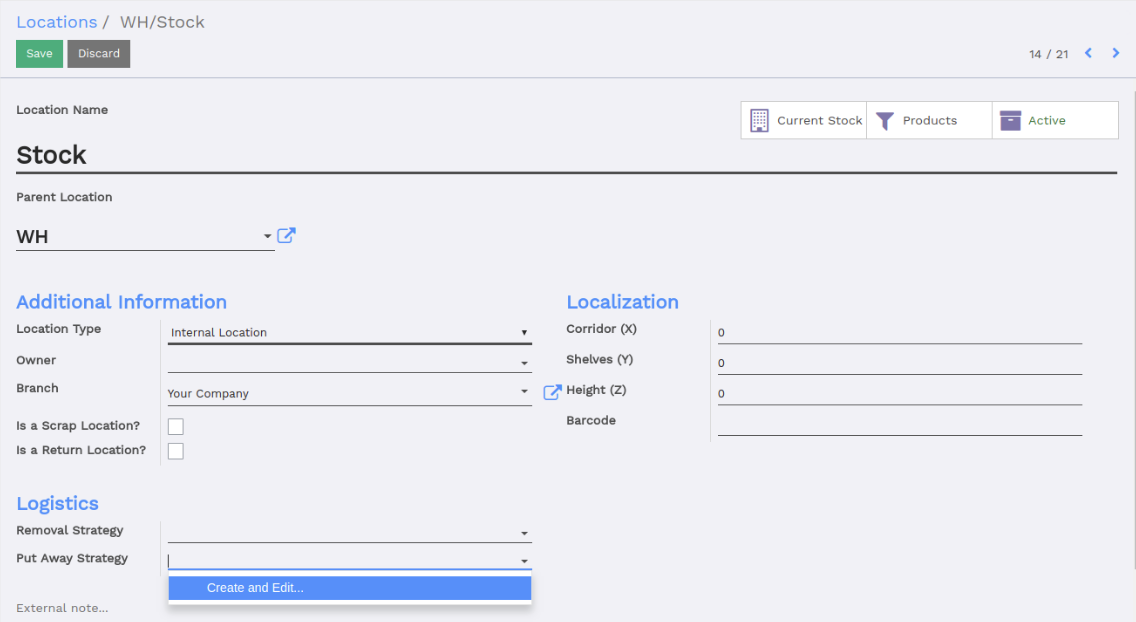 Locations / WH/Stock
Save Discard
14 / 21
Location Name
Current Stock Products Active
Stock
Parent Location
WH
Additional Information
Location Type Internal Location
Owner
Branch Your Company
Is a Scrap Location?
Is a Return Location?
Localization
Corridor (X) 0
Shelves (Y) 0
Height (Z) 0
Barcode
Logistics
Removal Strategy
Put Away Strategy
Create and Edit...
External note...